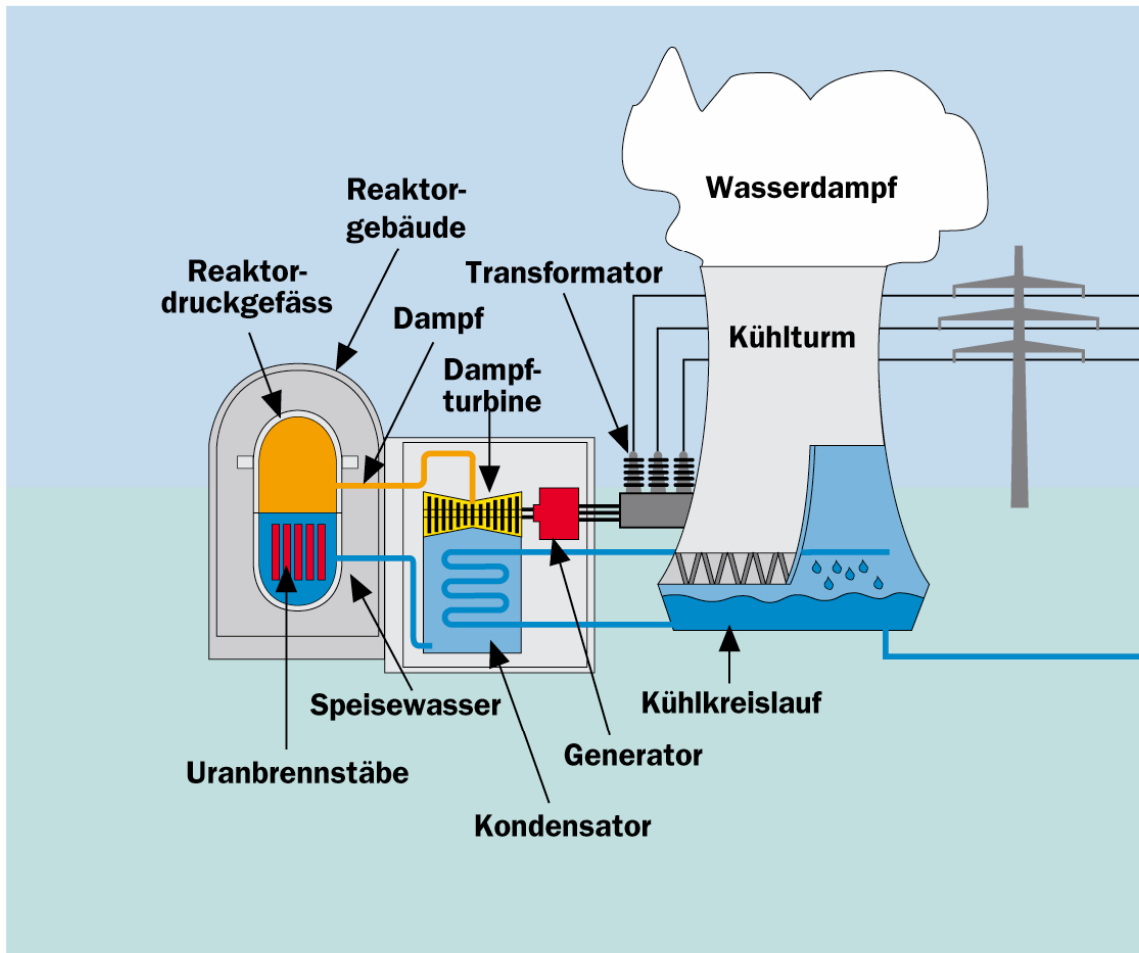 Wasserdampf
Reaktor-
gebäude
Reaktor-
druckgefäss
Transformator
Dampf
Kühlturm
Dampf-
turbine
Speisewasser
Kühlkreislauf
Generator
Uranbrennstäbe
Kondensator